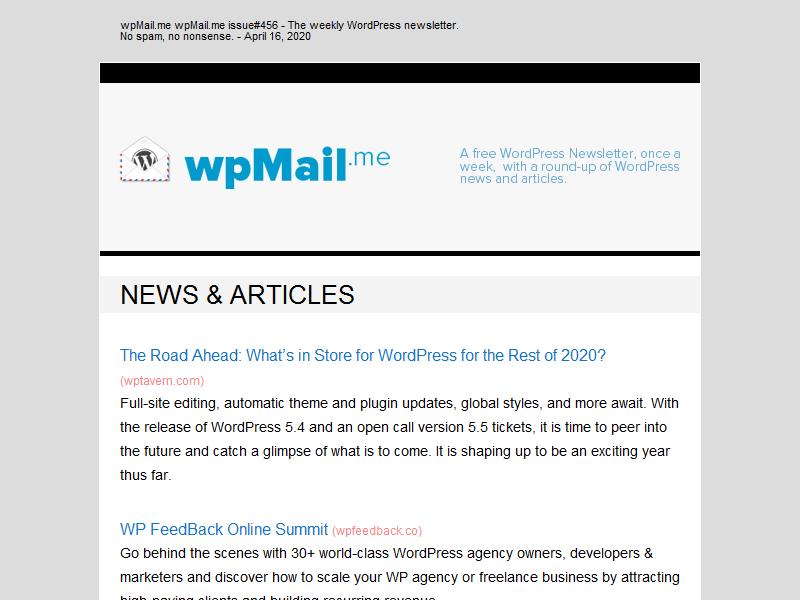 wpMail.me wpMail.me issue#456 - The weekly WordPress newsletter.
No spam, no nonsense. - April 16, 2020
wpMail.me
A free WordPress Newsletter, once a
week, with a round-up of WordPress
news and articles.
NEWS & ARTICLES
The Road Ahead: What's in Store for WordPress for the Rest of 2020?
(wptavern.com)
Full-site editing, automatic theme and plugin updates, global styles, and more await. With
the release of WordPress 5.4 and an open call version 5.5 tickets, it is time to peer into
the future and catch a glimpse of what is to come. It is shaping up to be an exciting year
thus far.
WP FeedBack Online Summit (wpfeedback.co)
Go behind the scenes with 30+ world-class WordPress agency owners, developers &
marketers and discover how to scale your WP agency or freelance business by attracting
high-paying clients and building recurring revenue.